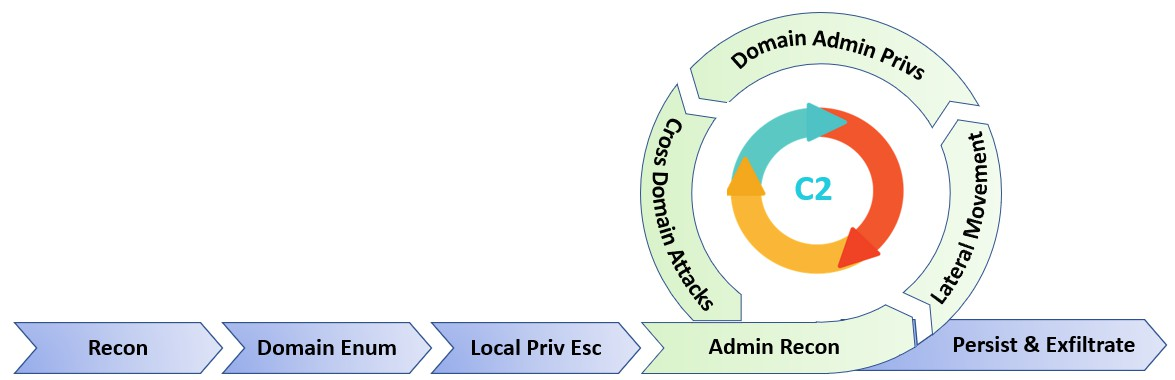 Domain Admin Privs
Cross Domain Attacks
C2
Lateral Movement
Recon
Domain Enum
Local Priv Esc
Admin Recon
Persist & Exfiltrate